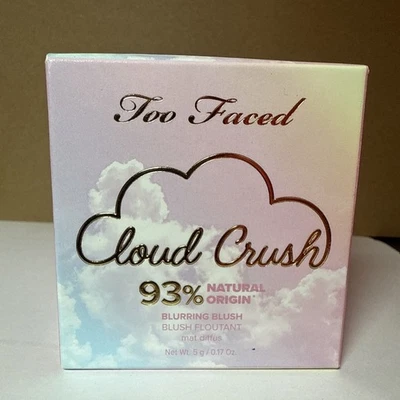 Too Faced
Cloud Crush
93% NATURAL
ORIGIN*
BLURRING BLUSH
BLUSH FLOUTANT
mat diffus
Net Wt. 5 g / 0.17 Oz.